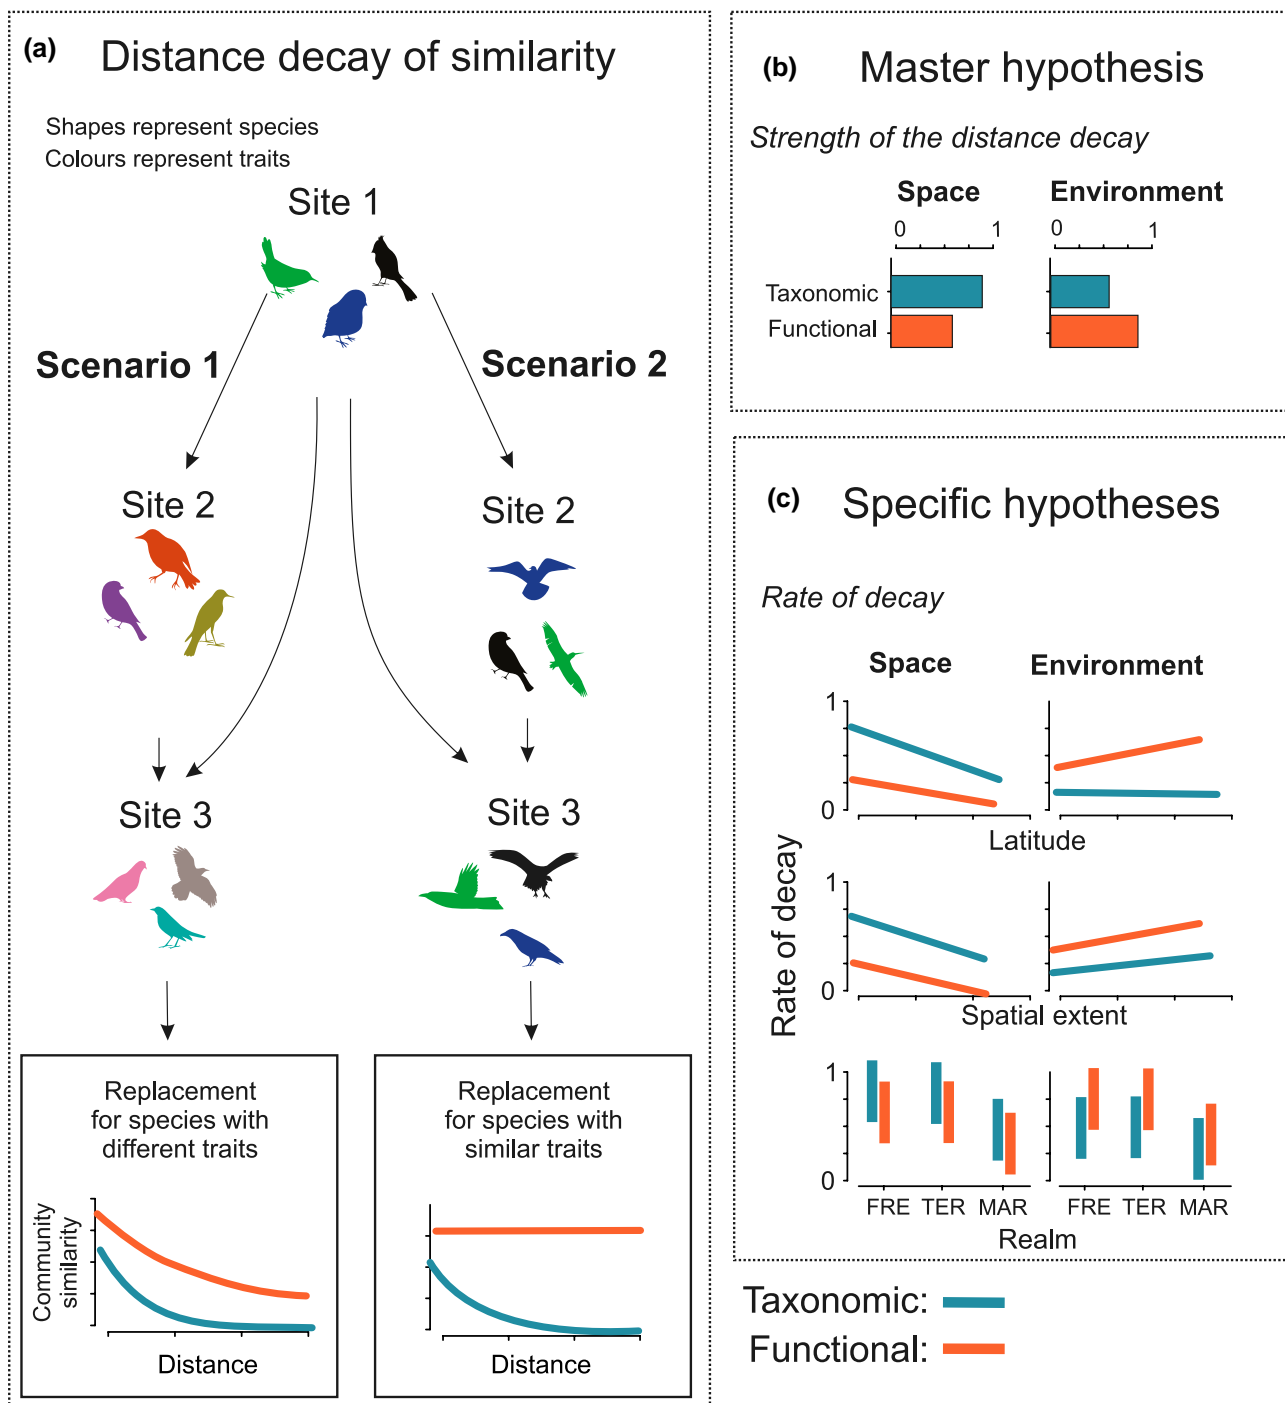 (a) Distance decay of similarity
Shapes represent species
Colours represent traits
Site 1
Scenario 1
Scenario 2
Site 2
Site 2
Site 3
Site 3
Replacement
for species with
different traits
Community
similarity
Distance
Replacement
for species with
similar traits
Distance
(b) Master hypothesis
Strength of the distance decay
Space
Environment
0 1
0 1
Taxonomic
Functional
(c) Specific hypotheses
Rate of decay
Space
Environment
Rate of decay
1
0
Latitude
1
0
Spatial extent
1
0
FRE TER MAR
FRE TER MAR
Realm
Taxonomic:
Functional: